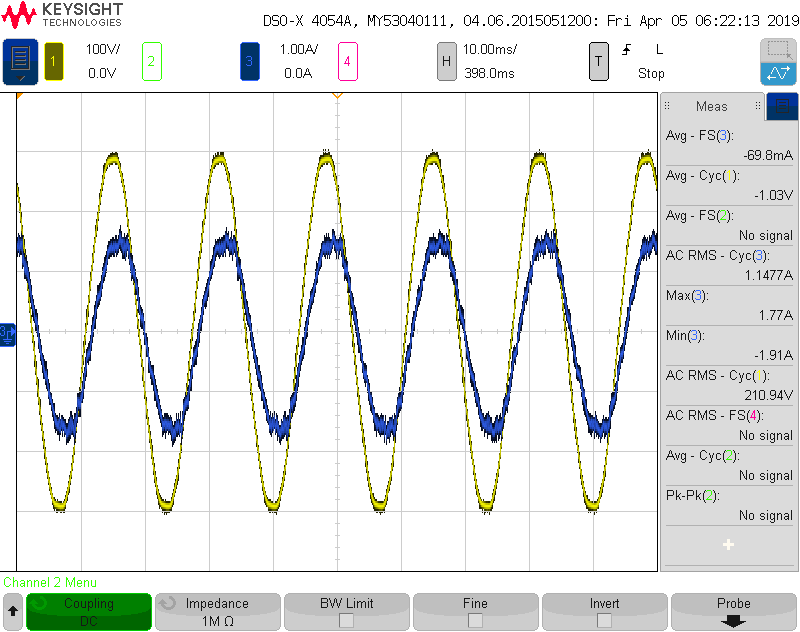 KEYSIGHT
TECHNOLOGIES
DSO-X 4054A, MY53040111, 04.06.2015051200: Fri Apr 05 06:22:13 2019
1 100V/ 2 3 1.00A/ 4 H 10.00ms/ T L
0.0V 0.0A 398.0ms Stop
Meas
Avg - FS(3):
-69.8mA
Avg - Cyc( ):
-1.03V
Avg - FS(2):
No signal
AC RMS - Cyc(3):
1.1477A
Max(3):
1.77A
Min(3):
-1.91A
AC RMS - Cyc( ):
210.94V
AC RMS - FS(4):
No signal
Avg - Cyc(2):
No signal
Pk-Pk(2):
No signal
3
Channel 2 Menu
Coupling Impedance BW Limit Fine Invert Probe
DC 1M Ω